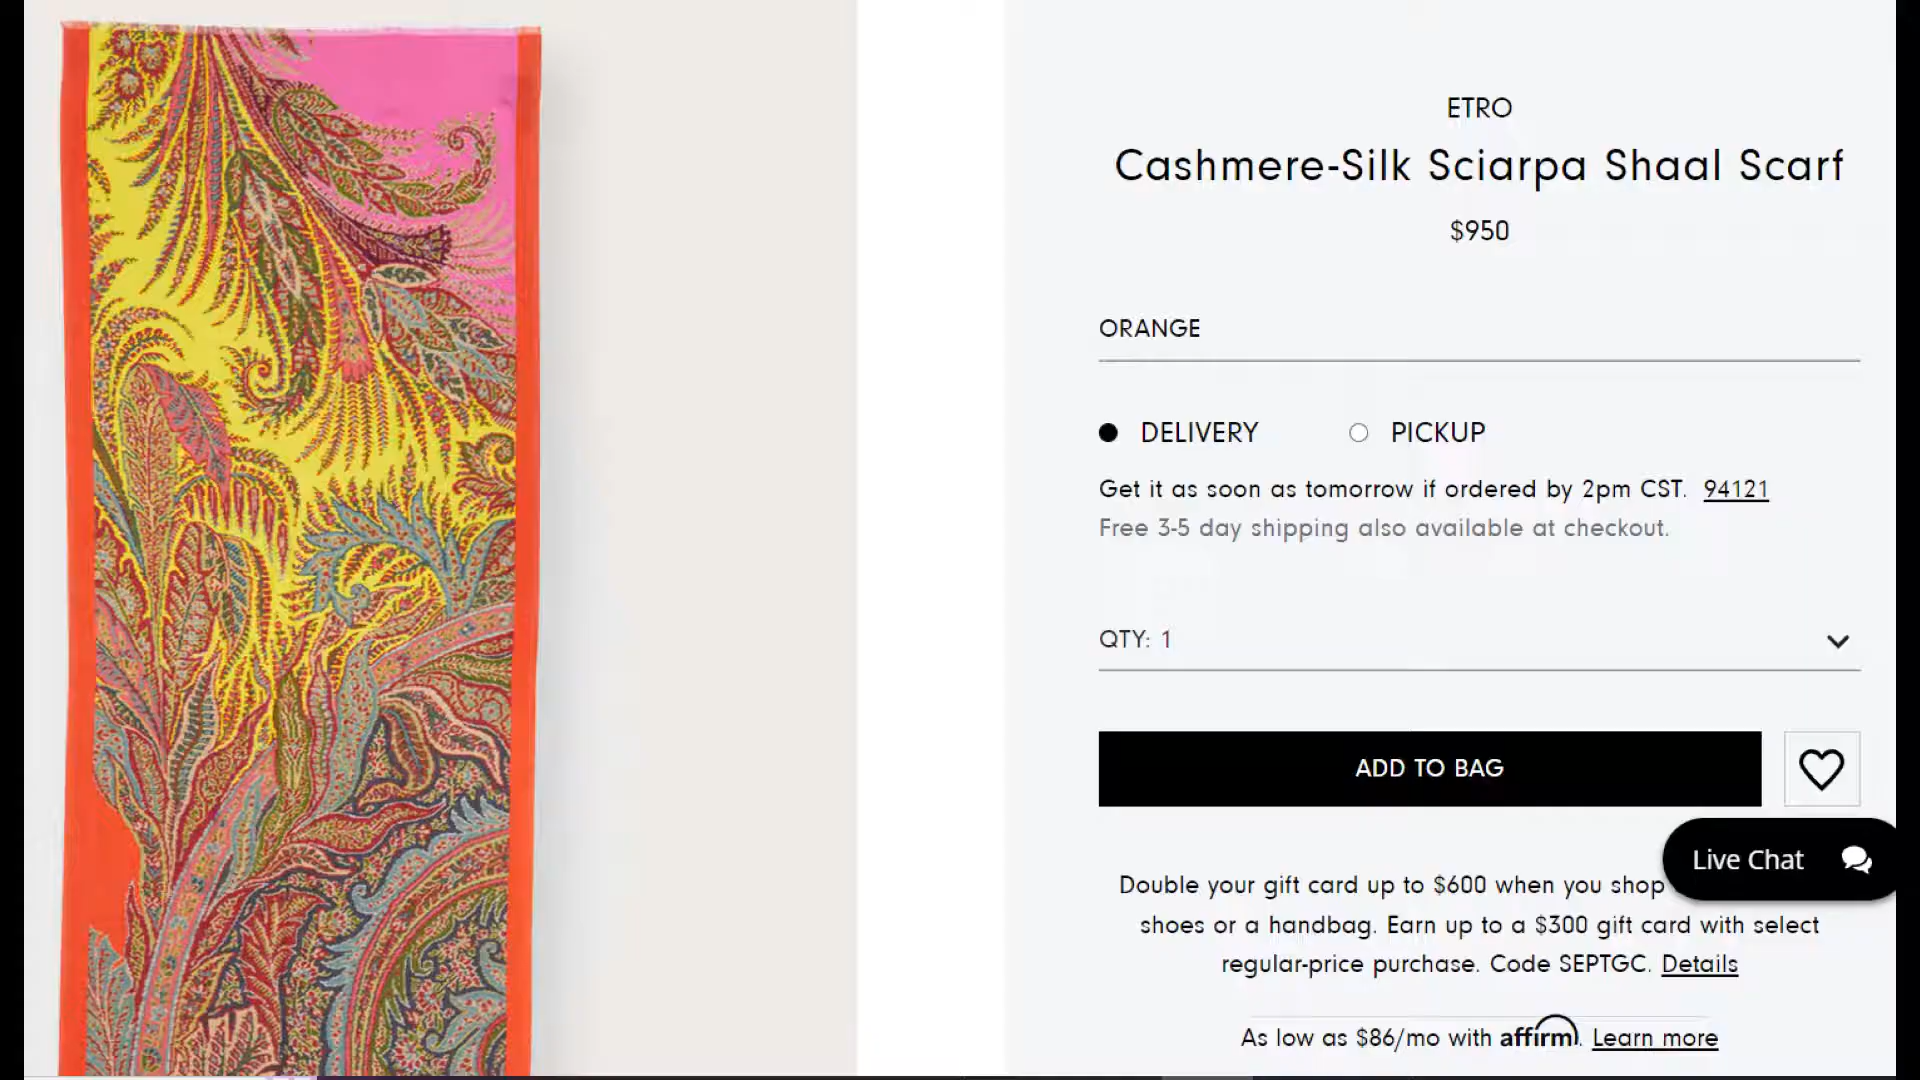 ETRO
Cashmere-Silk Sciarpa Shaal Scarf
$950
ORANGE
DELIVERY PICKUP
Get it as soon as tomorrow if ordered by 2pm CST. 94121
Free 3-5 day shipping also available at checkout.
QTY: 1
ADD TO BAG
Live Chat
Double your gift card up to $600 when you shop
shoes or a handbag. Earn up to a $300 gift card with select
regular-price purchase. Code SEPTGC. Details
As low as $86/mo with affirm. Learn more